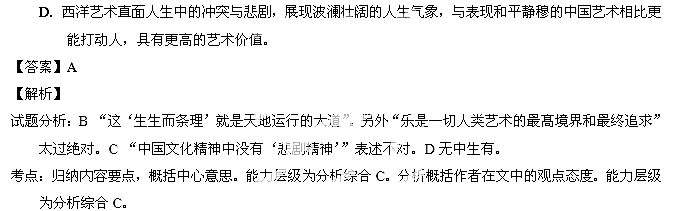 D. 西洋艺术直面人生中的冲突与悲剧，展现波澜壮阔的人生气象，与表现和平静穆的中国艺术相比更
能打动人，具有更高的艺术价值。
【答案】A
【解析】
试题分析：B “这‘生生而条理’就是天地运行的大道”。另外“乐是一切人类艺术的最高境界和最终追求”
太过绝对。C “中国文化精神中没有‘悲剧精神’”表述不对。D 无中生有。
考点：归纳内容要点，概括中心意思。能力层级为分析综合 C。分析概括作者在文中的观点态度。能力层级
为分析综合 C。